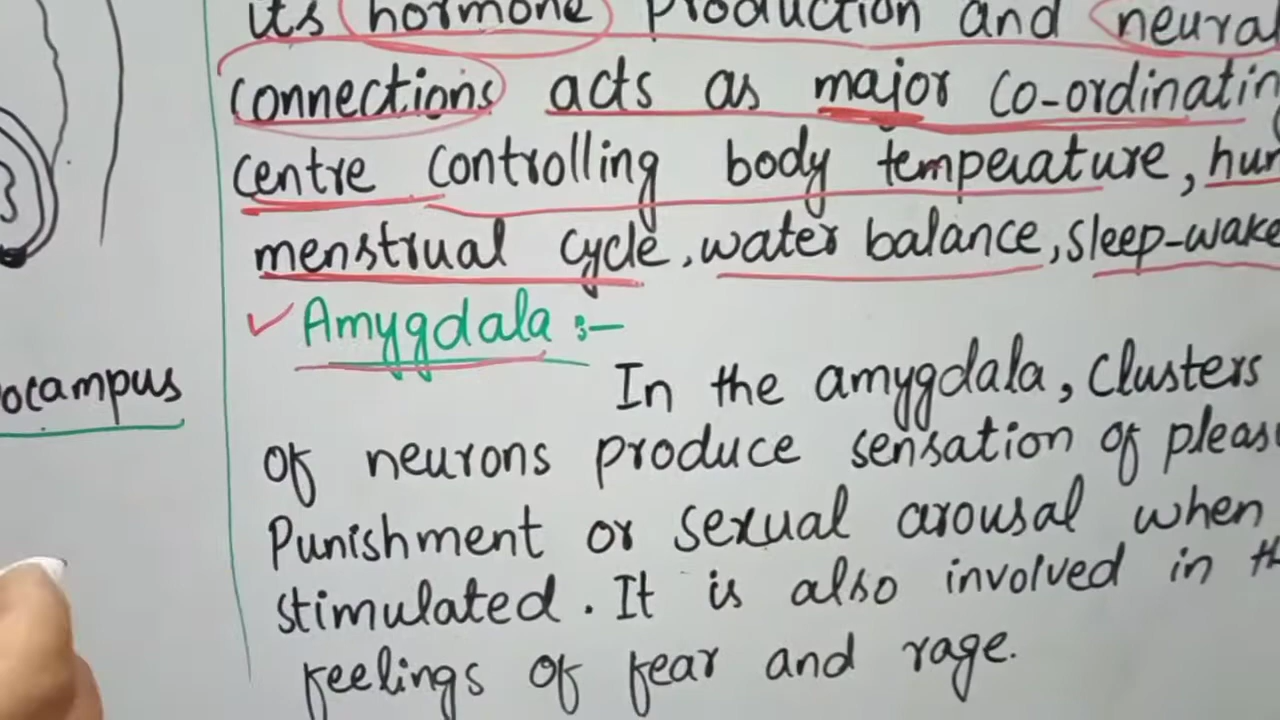 its hormone production and neural
connections acts as major co-ordinatin
centre controlling body temperature, hun
menstrual cycle, water balance, sleep-wake
Amygdala :-
In the amygdala, clusters
ocampus
of neurons produce sensation of pleas
Punishment or sexual arousal when
stimulated. It is also involved in th
feelings of fear and rage.